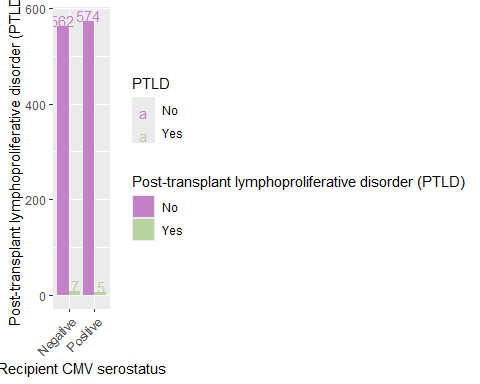 Post-transplant lymphoproliferative disorder (PTLD
600
400
200
0
562
574
7
5
Negative
Positive
Recipient CMV serostatus
PTLD
a No
a Yes
Post-transplant lymphoproliferative disorder (PTLD)
No
Yes